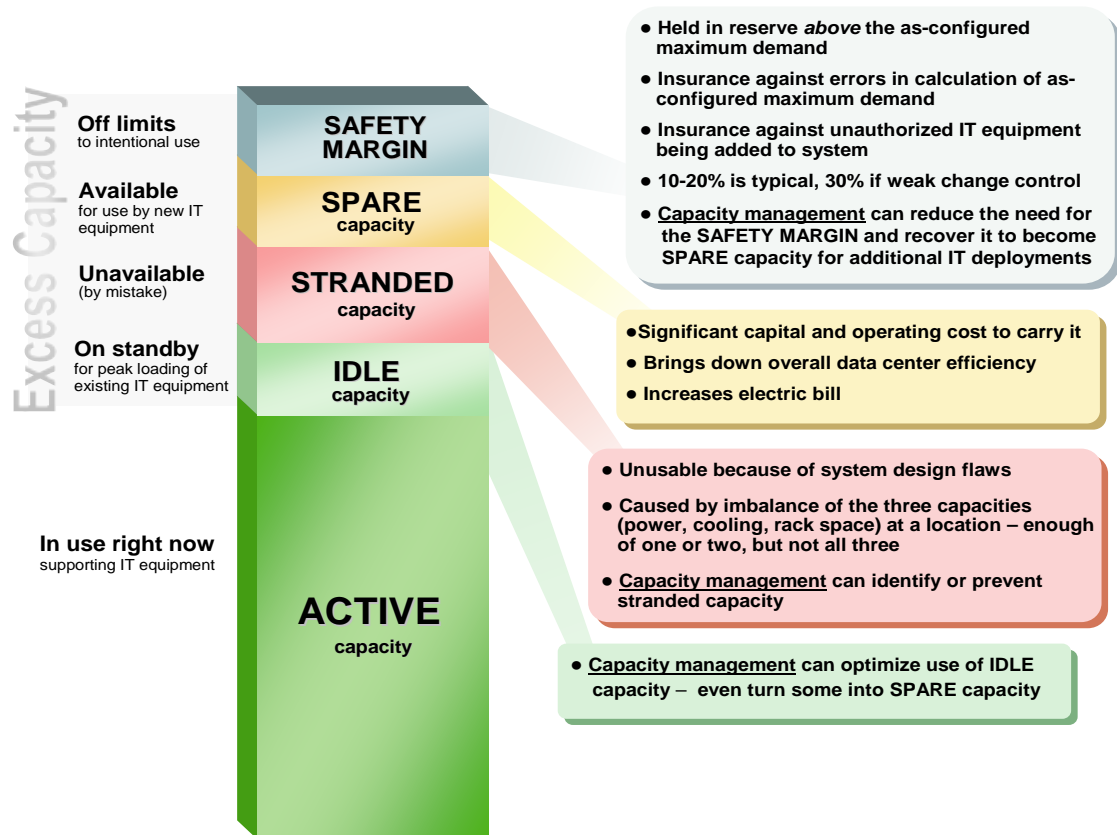 Excess Capacity
Off limits
to intentional use
Available
for use by new IT
equipment
Unavailable
(by mistake)
On standby
for peak loading of
existing IT equipment
In use right now
supporting IT equipment
SAFETY
MARGIN
SPARE
capacity
STRANDED
capacity
IDLE
capacity
ACTIVE
capacity
● Held in reserve above the as-configured
maximum demand
● Insurance against errors in calculation of as-
configured maximum demand
● Insurance against unauthorized IT equipment
being added to system
● 10-20% is typical, 30% if weak change control
● Capacity management can reduce the need for
the SAFETY MARGIN and recover it to become
SPARE capacity for additional IT deployments
●Significant capital and operating cost to carry it
● Brings down overall data center efficiency
● Increases electric bill
● Unusable because of system design flaws
● Caused by imbalance of the three capacities
(power, cooling, rack space) at a location – enough
of one or two, but not all three
● Capacity management can identify or prevent
stranded capacity
● Capacity management can optimize use of IDLE
capacity – even turn some into SPARE capacity